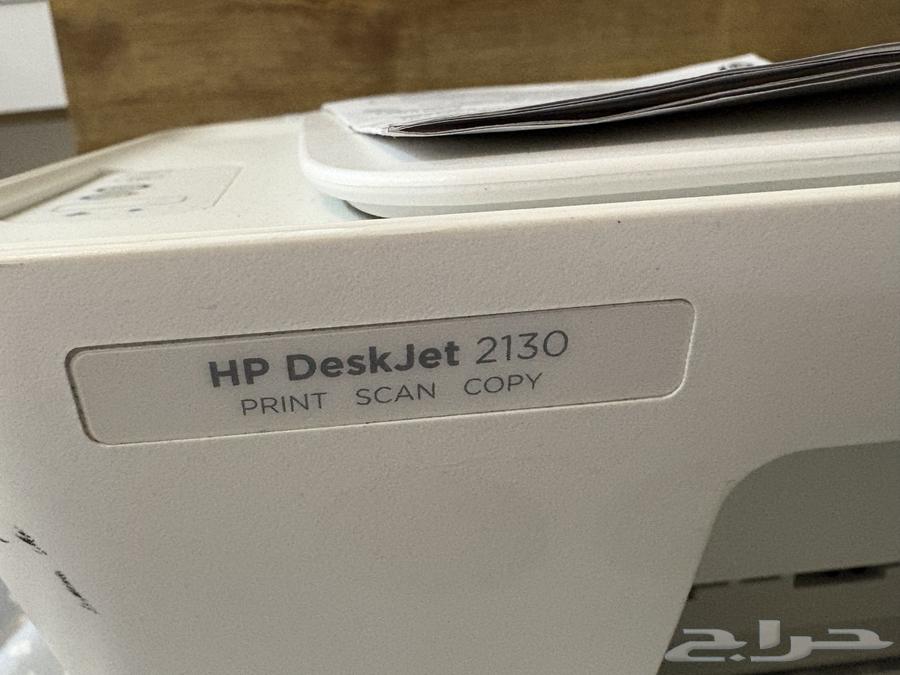 HP DeskJet 2130
PRINT SCAN COPY
حراج